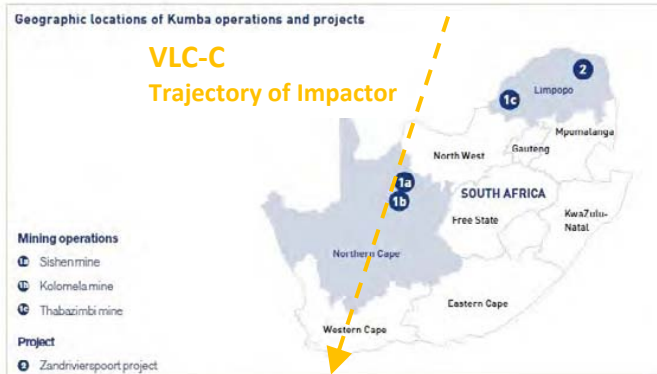 Geographic locations of Kumba operations and projects
VLC-C
Trajectory of Impactor
2
Limpopo
1c
Mpumalanga
Gauteng
North West
1a
SOUTH AFRICA
1b
Free State
KwaZulu-
Natal
Northern Cape
Eastern Cape
Western Cape
Mining operations
1a Sishen mine
1b Kolomela mine
1c Thabazimbi mine
Project
2 Zandrivierspoort project